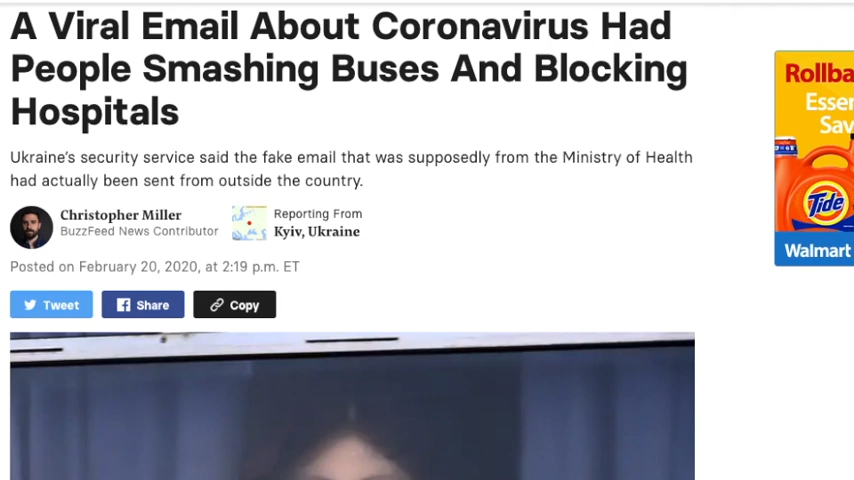 A Viral Email About Coronavirus Had
People Smashing Buses And Blocking
Hospitals
Ukraine's security service said the fake email that was supposedly from the Ministry of Health
had actually been sent from outside the country.
Christopher Miller
BuzzFeed News Contributor
Reporting From
Kyiv, Ukraine
Posted on February 20, 2020, at 2:19 p.m. ET
Tweet
Share
Copy
Rollba
Esser
Sav
Tide
Walmart